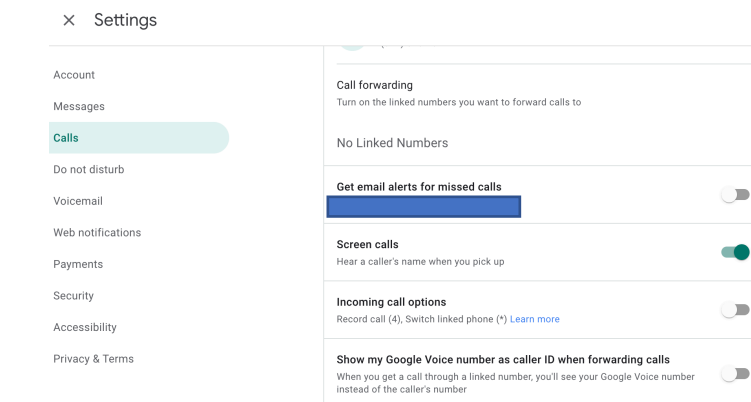 Settings
Account
Messages
Calls
Do not disturb
Voicemail
Web notifications
Payments
Security
Accessibility
Privacy & Terms
Call forwarding
Turn on the linked numbers you want to forward calls to
No Linked Numbers
Get email alerts for missed calls
Screen calls
Hear a caller's name when you pick up
Incoming call options
Record call (4), Switch linked phone (*) Learn more
Show my Google Voice number as caller ID when forwarding calls
When you get a call through a linked number, you'll see your Google Voice number
instead of the caller's number